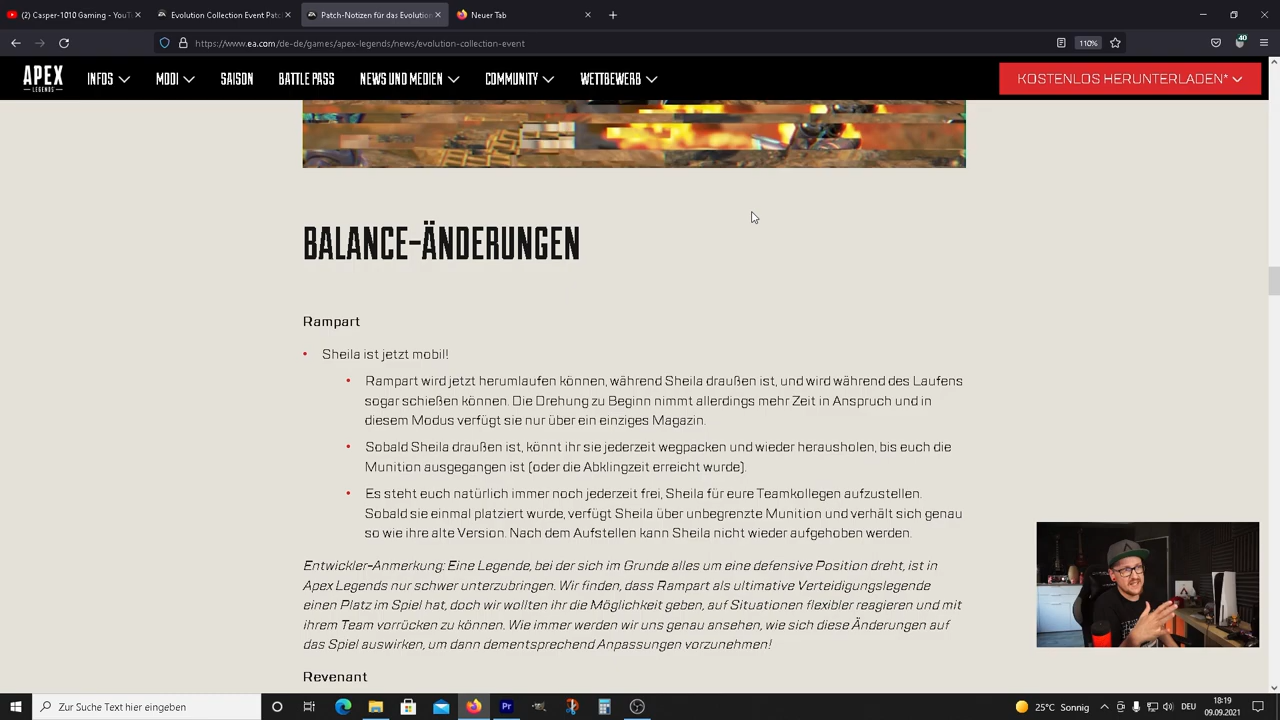 (2) Casper-1010 Gaming - YouT
Evolution Collection Event Patc
Patch-Notizen für das Evolution
Neuer Tab
https://www.ea.com/de-de/games/apex-legends/news/evolution-collection-event
110%
40
APEX
LEGENDS
INFOS
MODI
SAISON
BATTLE PASS
NEWS UND MEDIEN
COMMUNITY
WETTBEWERB
KOSTENLOS HERUNTERLADEN*
BALANCE-ÄNDERUNGEN
Rampart
• Sheila ist jetzt mobil!
• Rampart wird jetzt herumlaufen können, während Sheila draußen ist, und wird während des Laufens
sogar schießen können. Die Drehung zu Beginn nimmt allerdings mehr Zeit in Anspruch und in
diesem Modus verfügt sie nur über ein einziges Magazin.
• Sobald Sheila draußen ist, könnt ihr sie jederzeit wegpacken und wieder herausholen, bis euch die
Munition ausgegangen ist (oder die Abklingzeit erreicht wurde).
• Es steht euch natürlich immer noch jederzeit frei, Sheila für eure Teamkollegen aufzustellen.
Sobald sie einmal platziert wurde, verfügt Sheila über unbegrenzte Munition und verhält sich genau
so wie ihre alte Version. Nach dem Aufstellen kann Sheila nicht wieder aufgehoben werden.
Entwickler-Anmerkung: Eine Legende, bei der sich im Grunde alles um eine defensive Position dreht, ist in
Apex Legends nur schwer unterzubringen. Wir finden, dass Rampart als ultimative Verteidigungslegende
einen Platz im Spiel hat, doch wir wollten ihr die Möglichkeit geben, auf Situationen flexibler reagieren und mit
ihrem Team vorrücken zu können. Wie immer werden wir uns genau ansehen, wie sich diese Änderungen auf
das Spiel auswirken, um dann dementsprechend Anpassungen vorzunehmen!
Revenant
Zur Suche Text hier eingeben
Pr
25°C Sonnig
DEU
18:19
09.09.2021